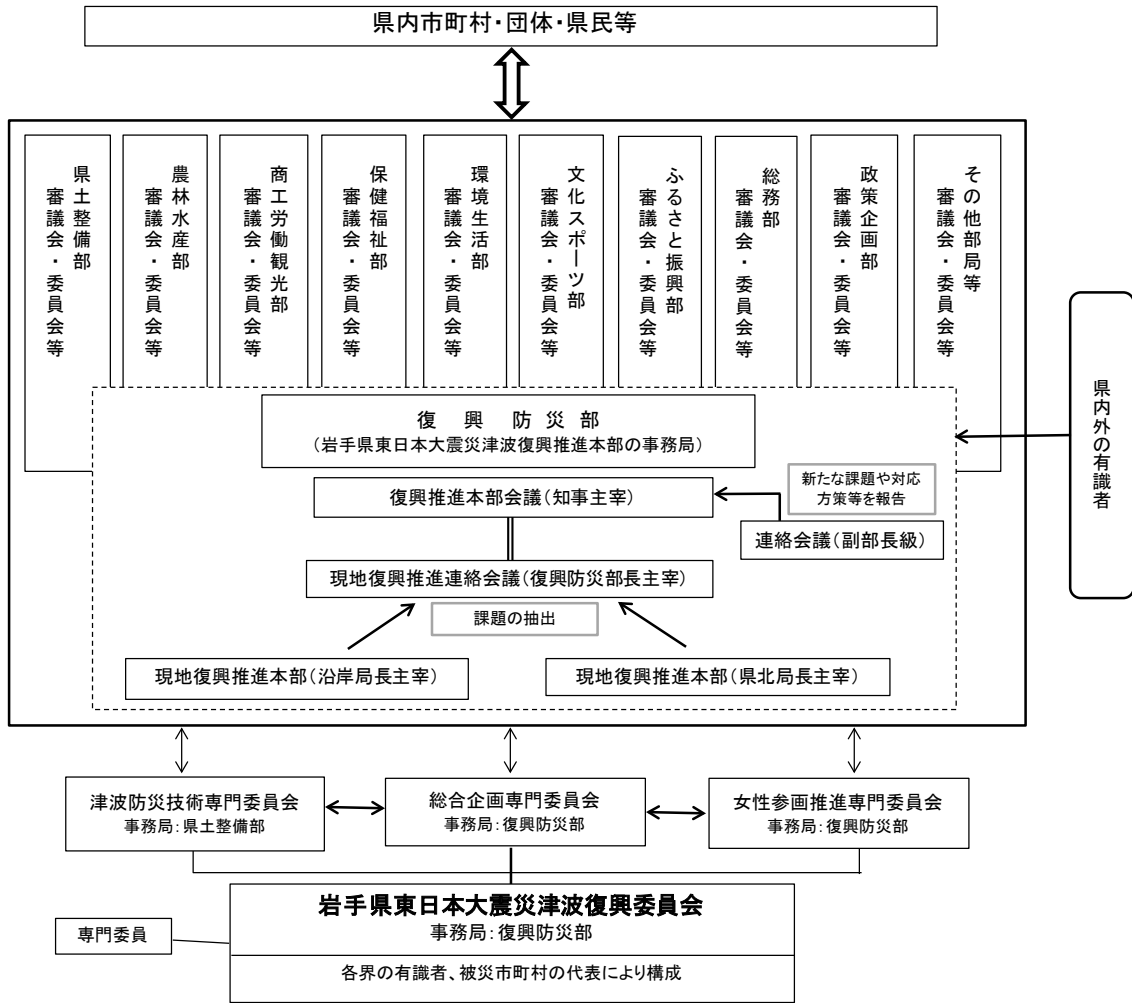 県内市町村・団体・県民等
県土整備部
審議会・委員会等
農林水産部
審議会・委員会等
商工労働観光部
審議会・委員会等
保健福祉部
審議会・委員会等
環境生活部
審議会・委員会等
文化スポーツ部
審議会・委員会等
ふるさと振興部
審議会・委員会等
総務部
審議会・委員会等
政策企画部
審議会・委員会等
その他部局等
審議会・委員会等
県内外の有識者
復興防災部
(岩手県東日本大震災津波復興推進本部の事務局)
復興推進本部会議(知事主宰)
新たな課題や対応
方策等を報告
連絡会議(副部長級)
現地復興推進連絡会議(復興防災部長主宰)
課題の抽出
現地復興推進本部(沿岸局長主宰)
現地復興推進本部(県北局長主宰)
津波防災技術専門委員会
事務局:県土整備部
総合企画専門委員会
事務局:復興防災部
女性参画推進専門委員会
事務局:復興防災部
岩手県東日本大震災津波復興委員会
事務局:復興防災部
専門委員
各界の有識者、被災市町村の代表により構成